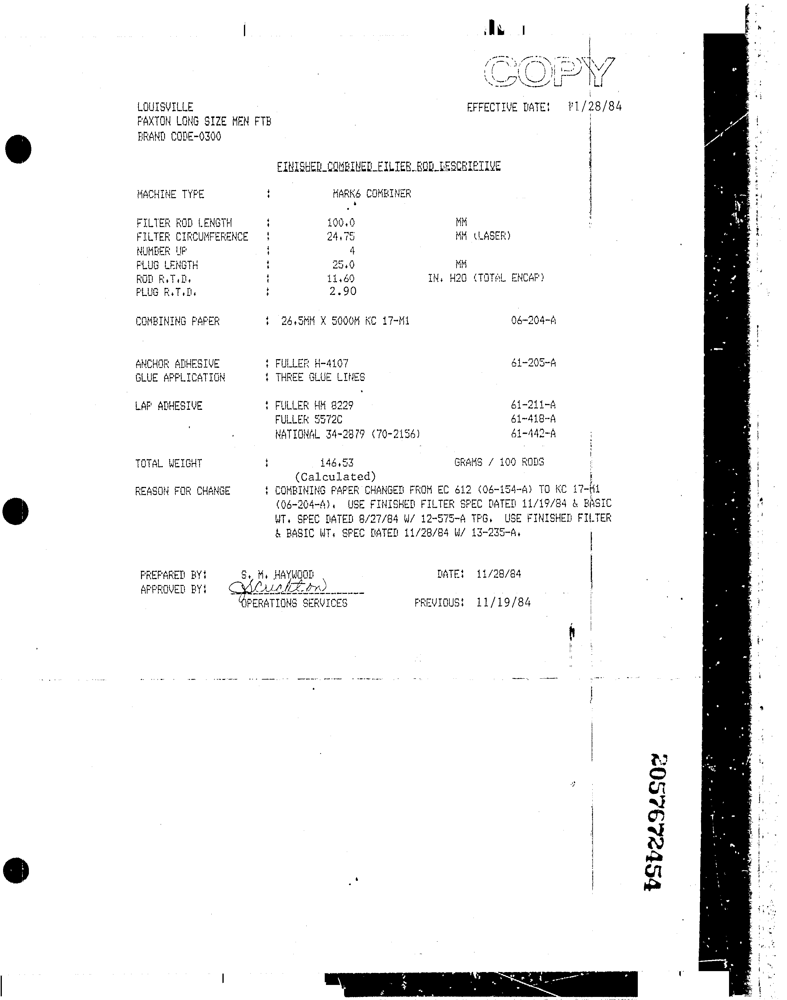 COPY
LOUISVILLE EFFECTIVE DATE: 11/28/84
PAXTON LONG SIZE MEN FTB
BRAND CODE-0300
FINISHED COMBINED FILTER ROD DESCRIPTIVE
MACHINE TYPE : MARK6 COMBINER
FILTER ROD LENGTH : 100.0 MM
FILTER CIRCUMFERENCE : 24.75 MM (LASER)
NUMBER UP : 4
PLUG LENGTH : 25.0 MM
ROD R.T.D. : 11.60 IN. H2O (TOTAL ENCAP)
PLUG R.T.D. : 2.90
COMBINING PAPER : 26.5MM X 5000M KC 17-M1 06-204-A
ANCHOR ADHESIVE : FULLER H-4107 61-205-A
GLUE APPLICATION : THREE GLUE LINES
LAP ADHESIVE : FULLER HM 8229 61-211-A
FULLER 5572C 61-418-A
NATIONAL 34-2879 (70-2156) 61-442-A
TOTAL WEIGHT : 146.53 GRAMS / 100 RODS
(Calculated)
REASON FOR CHANGE : COMBINING PAPER CHANGED FROM EC 612 (06-154-A) TO KC 17-M1
(06-204-A). USE FINISHED FILTER SPEC DATED 11/19/84 & BASIC
WT. SPEC DATED 8/27/84 W/ 12-575-A TPG. USE FINISHED FILTER
& BASIC WT. SPEC DATED 11/28/84 W/ 13-235-A.
PREPARED BY: S. M. HAYWOOD DATE: 11/28/84
APPROVED BY:
OPERATIONS SERVICES PREVIOUS: 11/19/84
2057672454